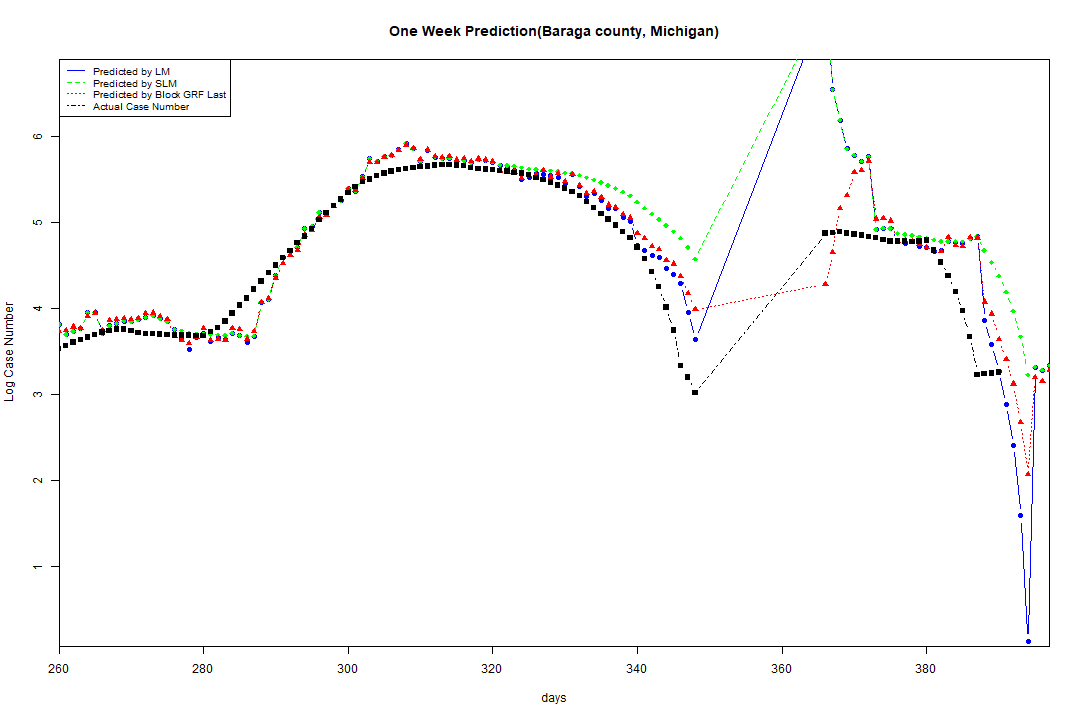 One Week Prediction(Baraga county, Michigan)
Predicted by LM
Predicted by SLM
Predicted by Block GRF Last
Actual Case Number
6
5
4
3
2
1
Log Case Number
260 280 300 320 340 360 380
days